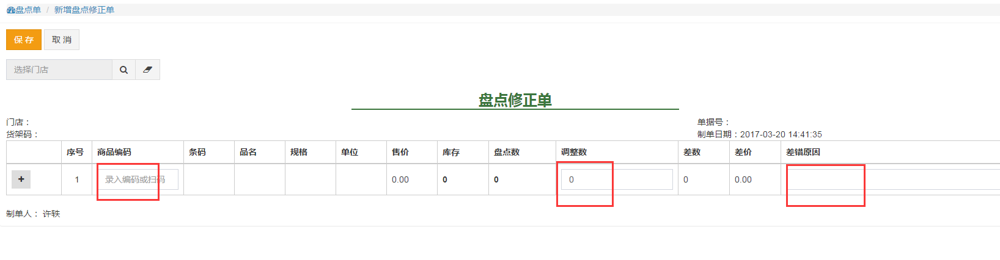 盘点单 / 新增盘点修正单
保 存 取 消
选择门店
盘点修正单
门店： 单据号：
货架码： 制单日期：2017-03-20 14:41:35
序号 商品编码 条码 品名 规格 单位 售价 库存 盘点数 调整数 差数 差价 差错原因
+ 1 录入编码或扫码 0.00 0 0 0 0 0.00
制单人： 许轶